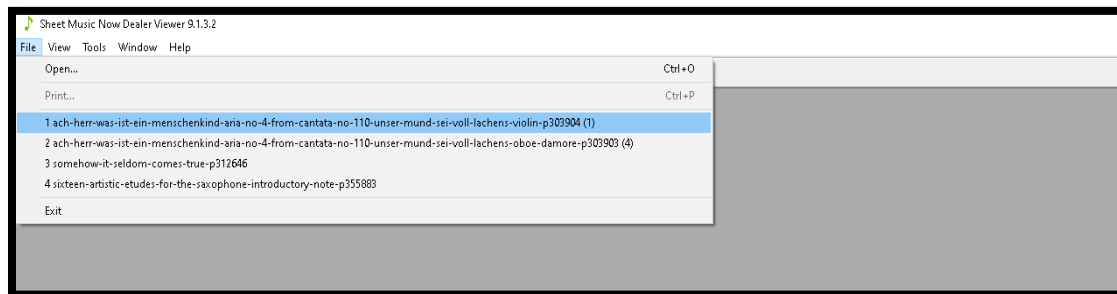 Sheet Music Now Dealer Viewer 9.1.3.2
File View Tools Window Help
Open... Ctrl+O
Print... Ctrl+P
1 ach-herr-was-ist-ein-menschenkind-aria-no-4-from-cantata-no-110-unser-mund-sei-voll-lachens-violin-p303904 (1)
2 ach-herr-was-ist-ein-menschenkind-aria-no-4-from-cantata-no-110-unser-mund-sei-voll-lachens-oboe-damore-p303903 (4)
3 somehow-it-seldom-comes-true-p312646
4 sixteen-artistic-etudes-for-the-saxophone-introductory-note-p355883
Exit